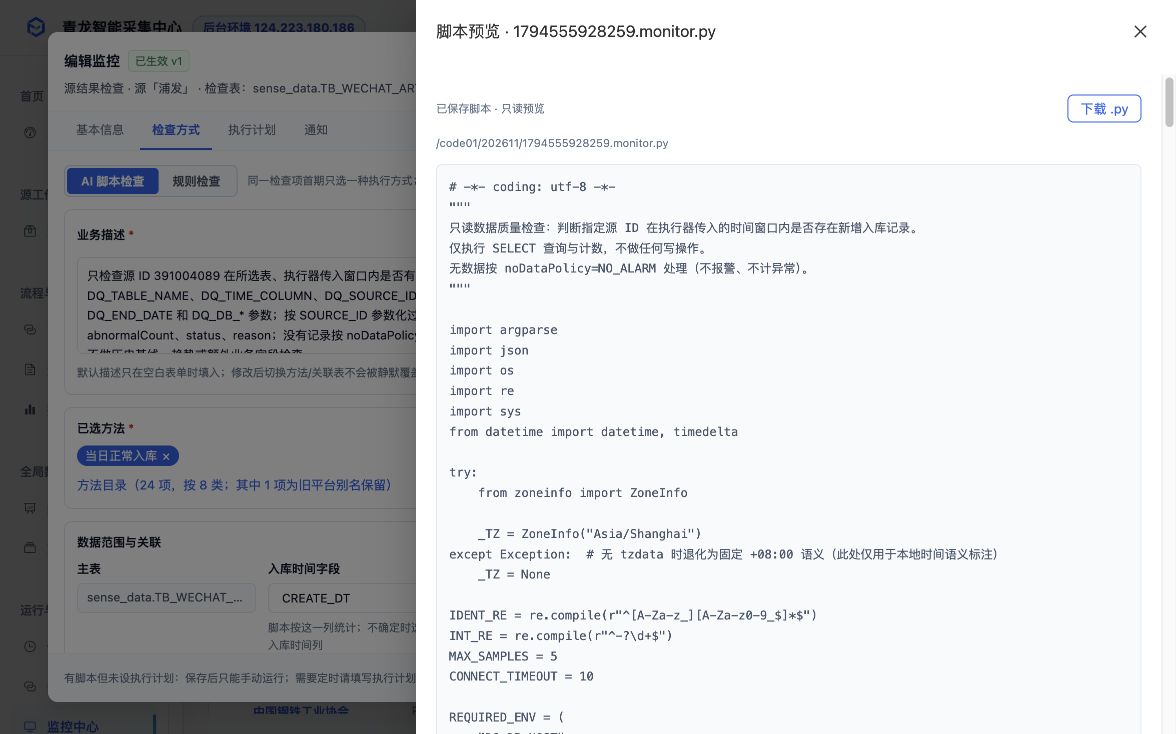 青龙智能采集中心
后台环境 124.223.180.186
首页
源工
流程
全局
运行
监控中心
编辑监控 已生效 v1
源结果检查 · 源「浦发」 · 检查表：sense_data.TB_WECHAT_AR
基本信息 检查方式 执行计划 通知
AI 脚本检查 规则检查 同一检查项首期只选一种执行方式；
业务描述 *
只检查源 ID 391004089 在所选表、执行器传入窗口内是否有
DQ_TABLE_NAME、DQ_TIME_COLUMN、DQ_SOURCE_ID
DQ_END_DATE 和 DQ_DB_* 参数；按 SOURCE_ID 参数化过
abnormalCount、status、reason；没有记录按 noDataPolic
默认描述只在空白表单时填入；修改后切换方法/关联表不会被静默覆盖
已选方法 *
当日正常入库 ×
方法目录（24 项，按 8 类；其中 1 项为旧平台别名保留）
数据范围与关联
主表 入库时间字段
sense_data.TB_WECHAT_... CREATE_DT
脚本按这一列统计；不确定时
入库时间列
有脚本但未设执行计划：保存后只能手动运行；需要定时请填写执行计划
中国钢铁工业协会
脚本预览 · 1794555928259.monitor.py
已保存脚本 · 只读预览
下载 .py
/code01/202611/1794555928259.monitor.py
# -*- coding: utf-8 -*-
"""
只读数据质量检查：判断指定源 ID 在执行器传入的时间窗口内是否存在新增入库记录。
仅执行 SELECT 查询与计数，不做任何写操作。
无数据按 noDataPolicy=NO_ALARM 处理（不报警、不计异常）。
"""
import argparse
import json
import os
import re
import sys
from datetime import datetime, timedelta
try:
    from zoneinfo import ZoneInfo
    _TZ = ZoneInfo("Asia/Shanghai")
except Exception:  # 无 tzdata 时退化为固定 +08:00 语义（此处仅用于本地时间语义标注）
    _TZ = None
IDENT_RE = re.compile(r"^[A-Za-z_][A-Za-z0-9_$]*$")
INT_RE = re.compile(r"^-?\d+$")
MAX_SAMPLES = 5
CONNECT_TIMEOUT = 10
REQUIRED_ENV = (